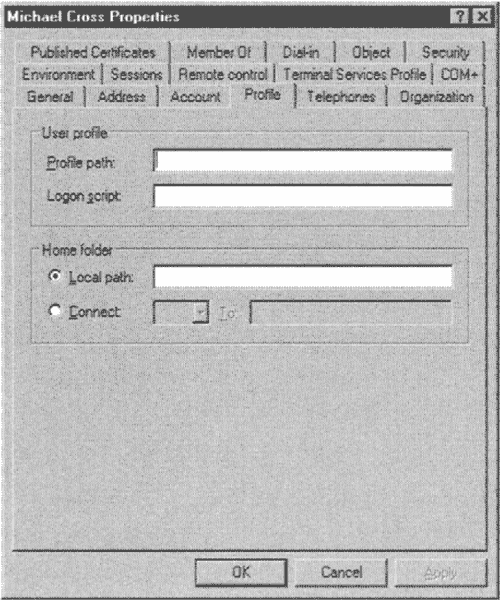 Michael Cross Properties
Published Certificates Member Of Dial-in Object Security
Environment Sessions Remote control Terminal Services Profile COM+
General Address Account Profile Telephones Organization
User profile
Profile path:
Logon script:
Home folder
Local path:
Connect: To:
OK Cancel Apply